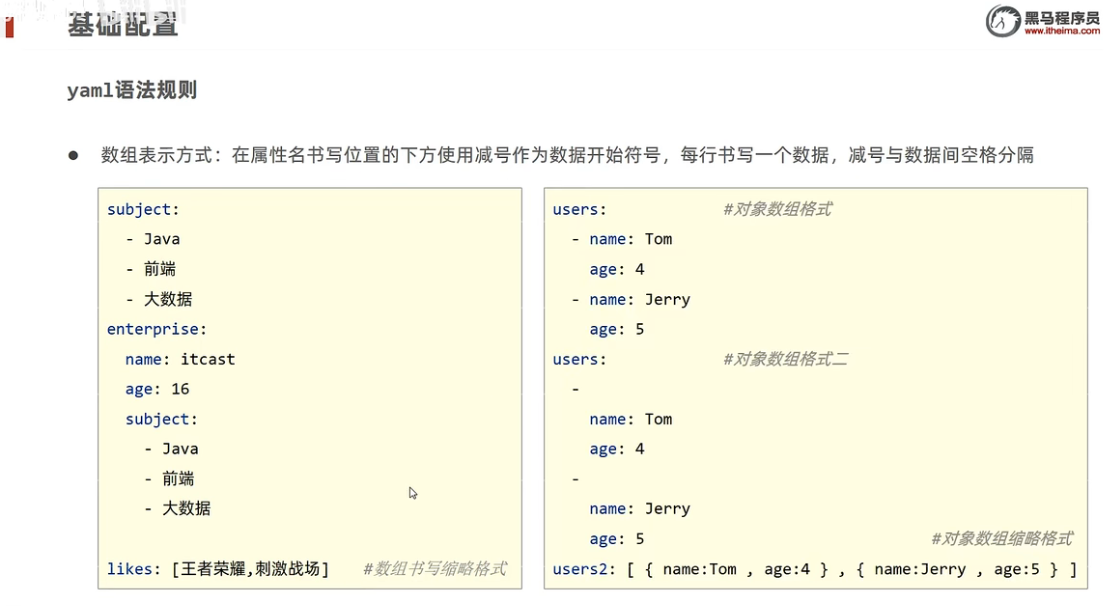 基础配置
黑马程序员
www.itheima.com
yaml语法规则
● 数组表示方式：在属性名书写位置的下方使用减号作为数据开始符号，每行书写一个数据，减号与数据间空格分隔
subject:
- Java
- 前端
- 大数据
enterprise:
name: itcast
age: 16
subject:
- Java
- 前端
- 大数据
likes: [王者荣耀,刺激战场] #数组书写缩略格式
users: #对象数组格式
- name: Tom
age: 4
- name: Jerry
age: 5
users: #对象数组格式二
-
name: Tom
age: 4
-
name: Jerry
age: 5 #对象数组缩略格式
users2: [ { name:Tom , age:4 } , { name:Jerry , age:5 } ]